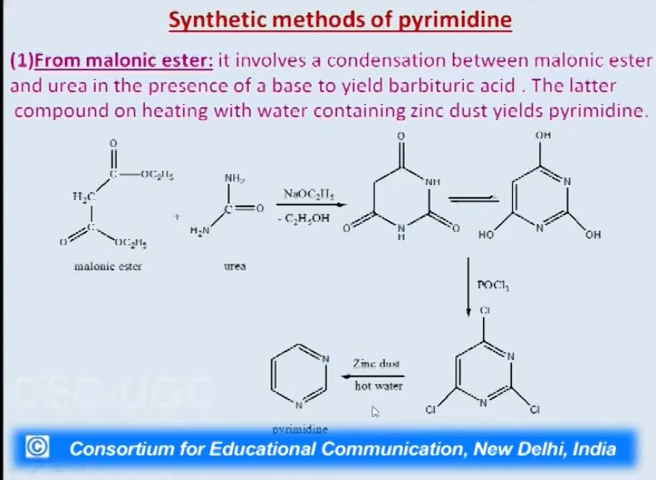 Synthetic methods of pyrimidine
(1)From malonic ester: it involves a condensation between malonic ester
and urea in the presence of a base to yield barbituric acid . The latter
compound on heating with water containing zinc dust yields pyrimidine.
O
C OC₂H₅
H₂C
C
O OC₂H₅
malonic ester
+
NH₂
C O
H₂N
urea
NaOC₂H₅
- C₂H₅OH
O
NH
O N O
H
OH
N
HO N OH
POCl₃
Cl
N
Cl N Cl
Zinc dust
hot water
N
N
pyrimidine
CEC-UGC
© Consortium for Educational Communication, New Delhi, India